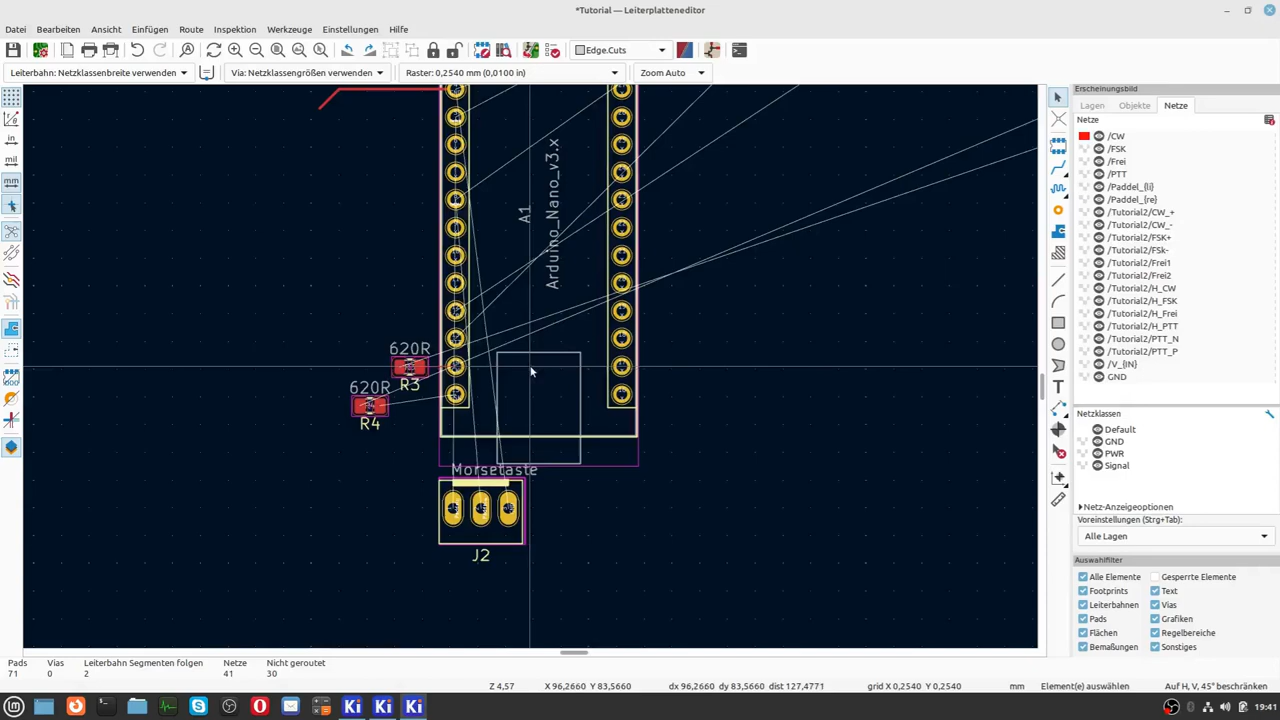 *Tutorial — Leiterplatteneditor
Datei Bearbeiten Ansicht Einfügen Route Inspektion Werkzeuge Einstellungen Hilfe
Edge.Cuts
Leiterbahn: Netzklassenbreite verwenden Via: Netzklassengrößen verwenden Raster: 0,2540 mm (0,0100 in) Zoom Auto
in
mil
mm
A1
Arduino_Nano_v3.x
620R
R3
620R
R4
Morsetaste
J2
Erscheinungsbild
Lagen Objekte Netze
Netze
/CW
/FSK
/Frei
/PTT
/Paddel_{li}
/Paddel_{re}
/Tutorial2/CW_+
/Tutorial2/CW_-
/Tutorial2/FSK+
/Tutorial2/FSK-
/Tutorial2/Frei1
/Tutorial2/Frei2
/Tutorial2/H_CW
/Tutorial2/H_FSK
/Tutorial2/H_Frei
/Tutorial2/H_PTT
/Tutorial2/PTT_N
/Tutorial2/PTT_P
/V_{IN}
GND
Netzklassen
Default
GND
PWR
Signal
Netz-Anzeigeoptionen
Voreinstellungen (Strg+Tab):
Alle Lagen
Auswahlfilter
Alle Elemente Gesperrte Elemente
Footprints Text
Leiterbahnen Vias
Pads Grafiken
Flächen Regelbereiche
Bemaßungen Sonstiges
Pads Vias Leiterbahn Segmenten folgen Netze Nicht geroutet
71 0 2 41 30
Z 4,57 X 96,2660 Y 83,5660 dx 96,2660 dy 83,5660 dist 127,4771 grid X 0,2540 Y 0,2540 mm Element(e) auswählen Auf H, V, 45° beschränken
Ki Ki Ki 19:41